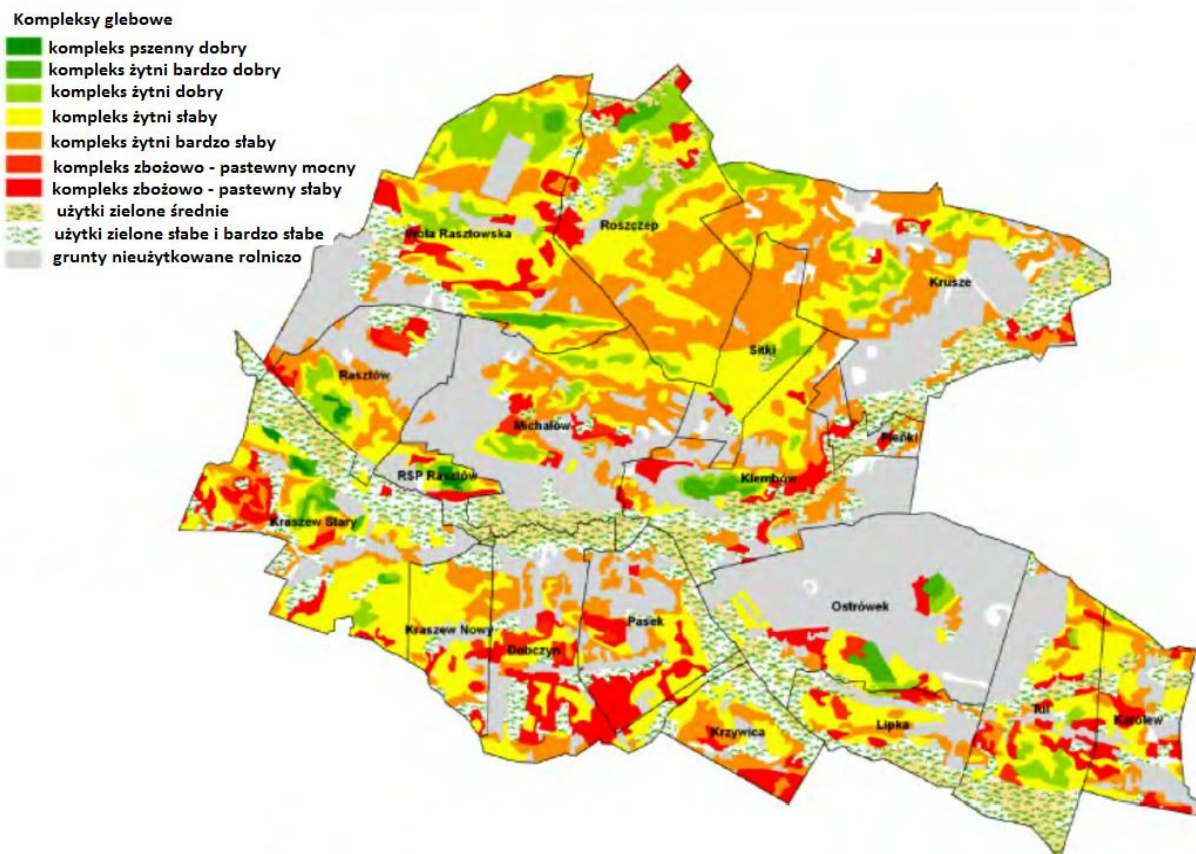 Kompleksy glebowe
kompleks pszenny dobry
kompleks żytni bardzo dobry
kompleks żytni dobry
kompleks żytni słaby
kompleks żytni bardzo słaby
kompleks zbożowo - pastewny mocny
kompleks zbożowo - pastewny słaby
użytki zielone średnie
użytki zielone słabe i bardzo słabe
grunty nieużytkowane rolniczo
Wola Rasztowska
Roszczep
Krusze
Sitki
Rasztów
Michałów
Pieńki
RSP Rasztów
Klembów
Kraszew Stary
Ostrówek
Kraszew Nowy
Pasek
Dobczyn
Tul
Karolew
Krzywica
Lipka